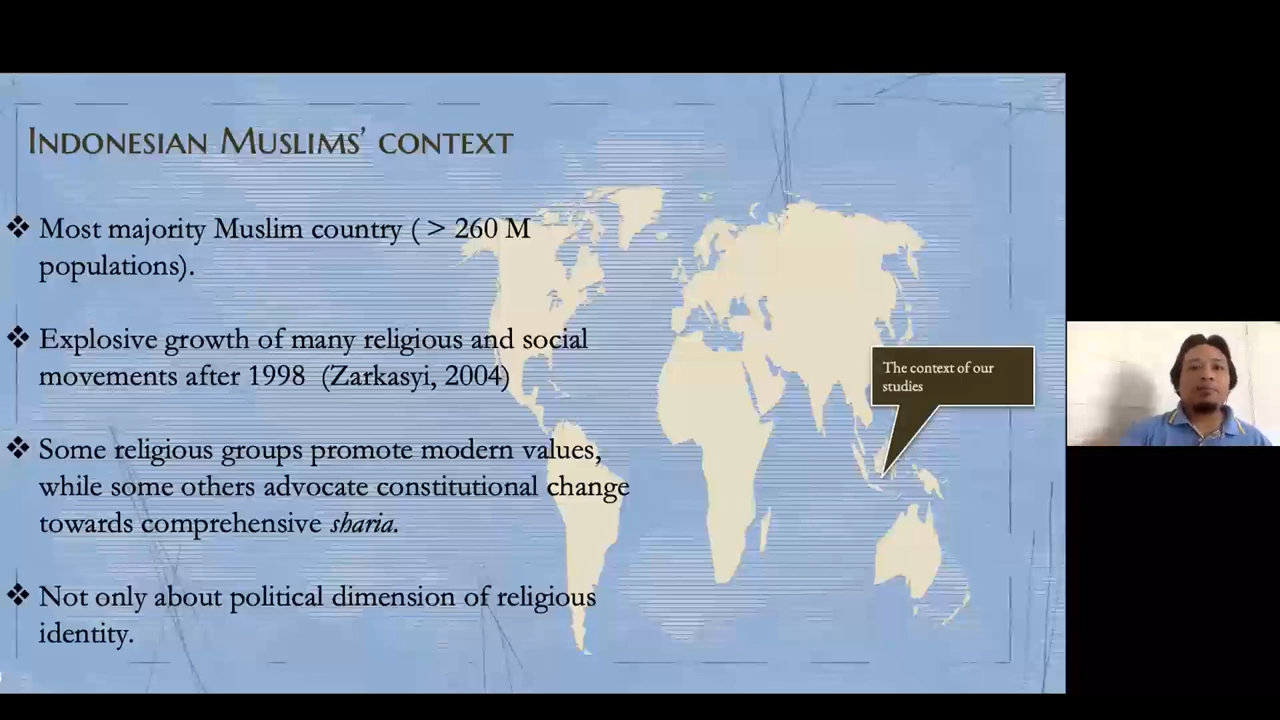 INDONESIAN MUSLIMS' CONTEXT
❖ Most majority Muslim country ( > 260 M
populations).
❖ Explosive growth of many religious and social
movements after 1998 (Zarkasyi, 2004)
❖ Some religious groups promote modern values,
while some others advocate constitutional change
towards comprehensive sharia.
❖ Not only about political dimension of religious
identity.
The context of our
studies